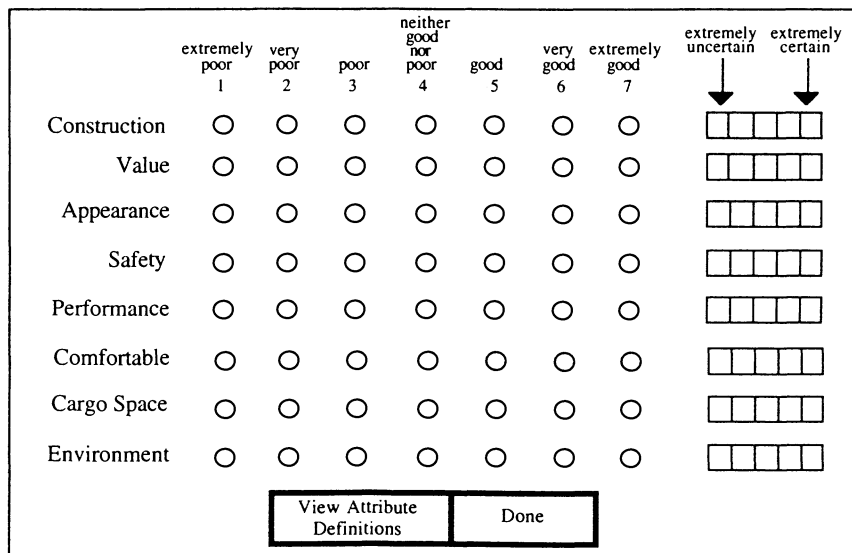 extremely poor 1
very poor 2
poor 3
neither good nor poor 4
good 5
very good 6
extremely good 7
extremely uncertain
extremely certain
Construction
Value
Appearance
Safety
Performance
Comfortable
Cargo Space
Environment
View Attribute
Definitions
Done